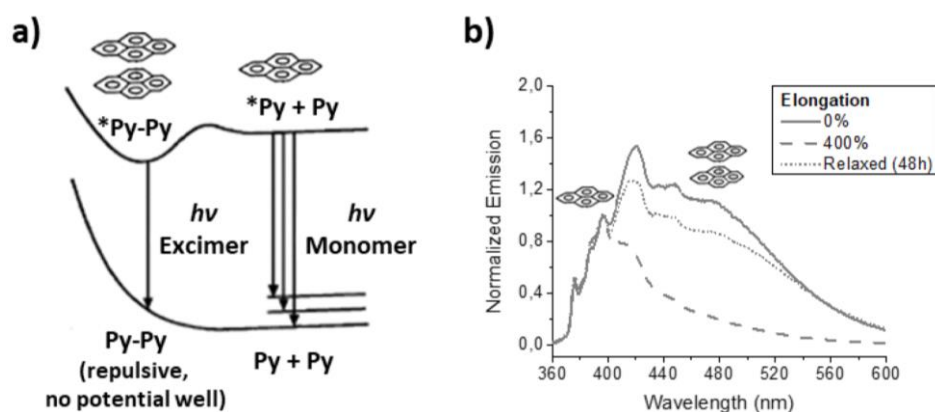 a)
*Py-Py
*Py + Py
hν
Excimer
hν
Monomer
Py-Py
(repulsive,
no potential well)
Py + Py
b)
2,0
1,6
1,2
0,8
0,4
0,0
Normalized Emission
360 400 440 480 520 560 600
Wavelength (nm)
Elongation
0%
400%
Relaxed (48h)